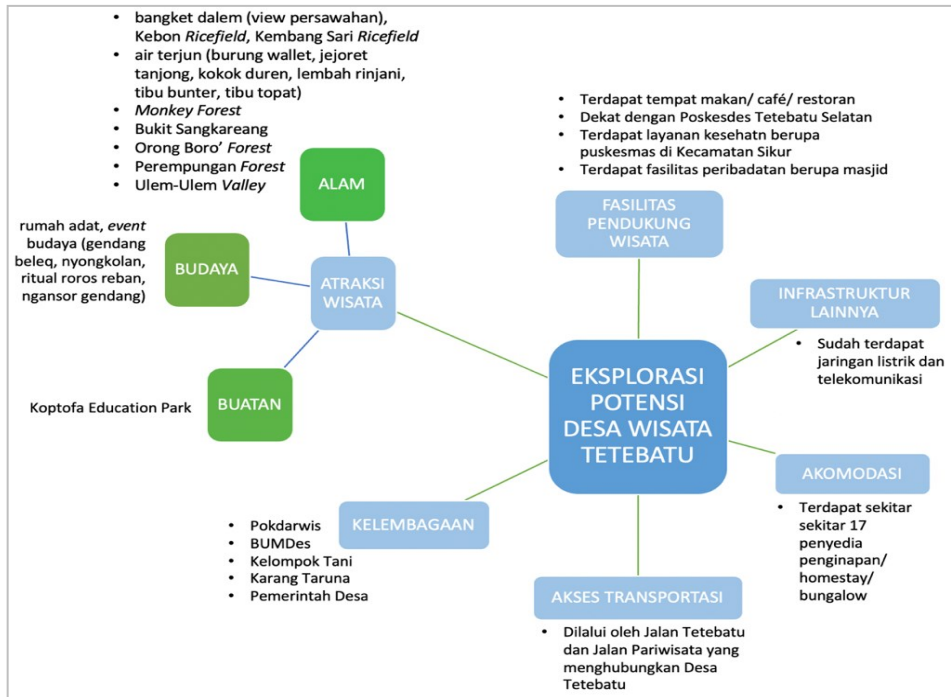 • bangket dalem (view persawahan),
Kebon Ricefield, Kembang Sari Ricefield
• air terjun (burung wallet, jejoret
tanjong, kokok duren, lembah rinjani,
tibu bunter, tibu topat)
• Monkey Forest
• Bukit Sangkareang
• Orong Boro’ Forest
• Perempungan Forest
• Ulem-Ulem Valley
ALAM
rumah adat, event
budaya (gendang
beleq, nyongkolan,
ritual roros reban,
ngansor gendang)
BUDAYA
ATRAKSI
WISATA
Koptofa Education Park
BUATAN
• Terdapat tempat makan/ café/ restoran
• Dekat dengan Poskesdes Tetebatu Selatan
• Terdapat layanan kesehatn berupa
puskesmas di Kecamatan Sikur
• Terdapat fasilitas peribadatan berupa masjid
FASILITAS
PENDUKUNG
WISATA
INFRASTRUKTUR
LAINNYA
• Sudah terdapat
jaringan listrik dan
telekomunikasi
EKSPLORASI
POTENSI
DESA WISATA
TETEBATU
AKOMODASI
• Terdapat sekitar
sekitar 17
penyedia
penginapan/
homestay/
bungalow
KELEMBAGAAN
• Pokdarwis
• BUMDes
• Kelompok Tani
• Karang Taruna
• Pemerintah Desa
AKSES TRANSPORTASI
• Dilalui oleh Jalan Tetebatu
dan Jalan Pariwisata yang
menghubungkan Desa
Tetebatu